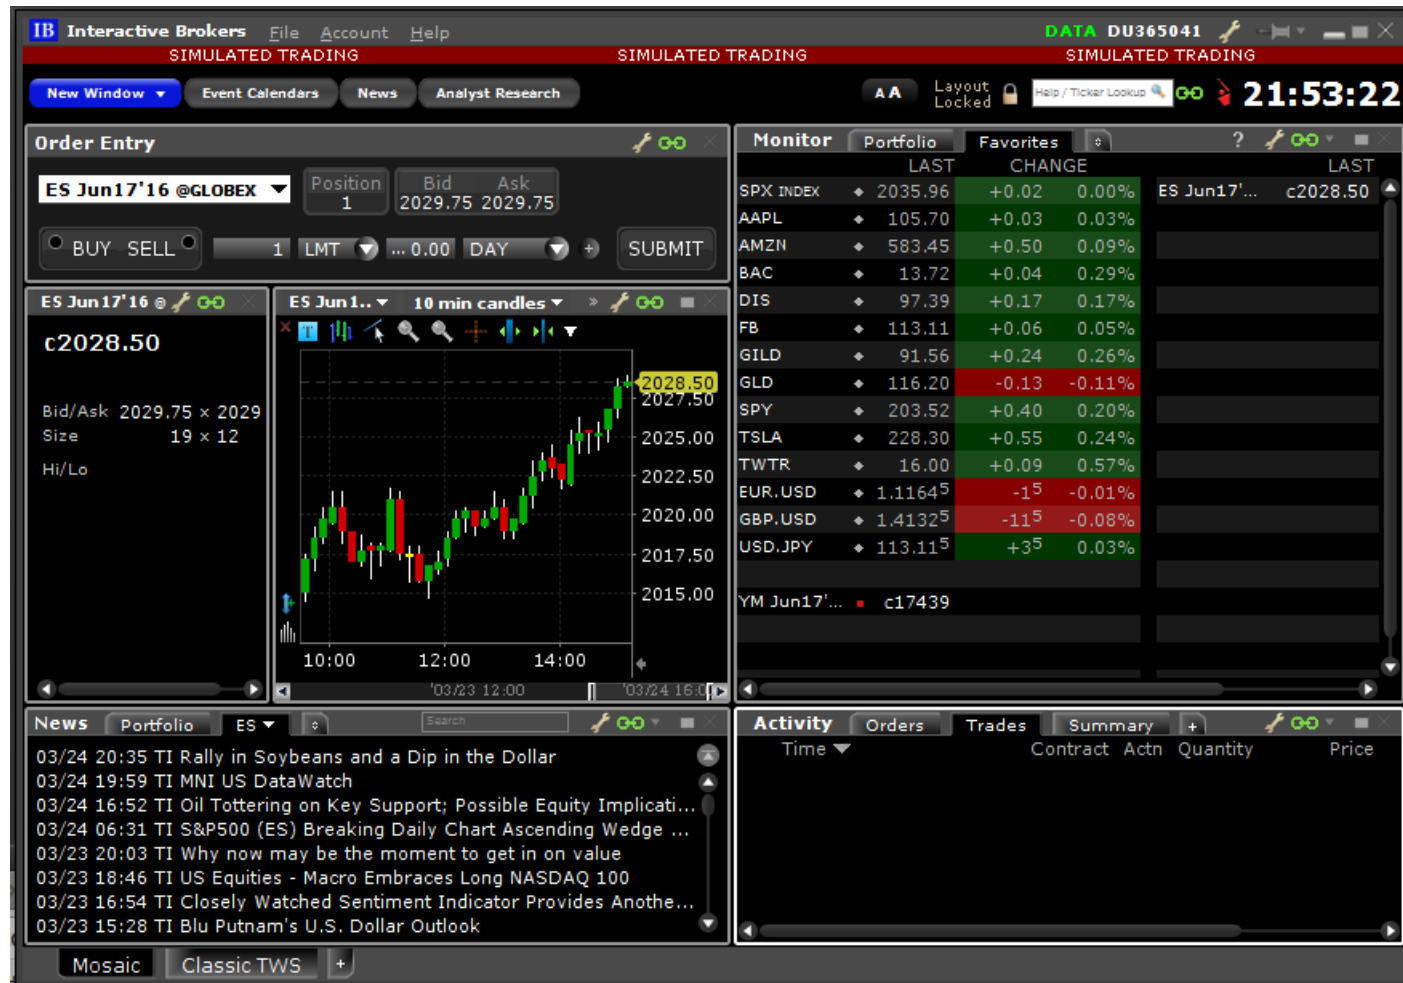 IB Interactive Brokers File Account Help DATA DU365041
SIMULATED TRADING SIMULATED TRADING SIMULATED TRADING
New Window Event Calendars News Analyst Research A A Layout Locked Help / Ticker Lookup 21:53:22
Order Entry
ES Jun17'16 @GLOBEX Position 1 Bid 2029.75 Ask 2029.75
BUY SELL 1 LMT ... 0.00 DAY + SUBMIT
ES Jun17'16 @
c2028.50
Bid/Ask 2029.75 × 2029
Size 19 × 12
Hi/Lo
ES Jun1.. 10 min candles »
T
2028.50
2027.50
2025.00
2022.50
2020.00
2017.50
2015.00
10:00 12:00 14:00
'03/23 12:00 '03/24 16:0
Monitor Portfolio Favorites ?
LAST CHANGE LAST
SPX INDEX 2035.96 +0.02 0.00% ES Jun17'... c2028.50
AAPL 105.70 +0.03 0.03%
AMZN 583.45 +0.50 0.09%
BAC 13.72 +0.04 0.29%
DIS 97.39 +0.17 0.17%
FB 113.11 +0.06 0.05%
GILD 91.56 +0.24 0.26%
GLD 116.20 -0.13 -0.11%
SPY 203.52 +0.40 0.20%
TSLA 228.30 +0.55 0.24%
TWTR 16.00 +0.09 0.57%
EUR.USD 1.1164⁵ -1⁵ -0.01%
GBP.USD 1.4132⁵ -11⁵ -0.08%
USD.JPY 113.11⁵ +3⁵ 0.03%
YM Jun17'... c17439
News Portfolio ES Search
03/24 20:35 TI Rally in Soybeans and a Dip in the Dollar
03/24 19:59 TI MNI US DataWatch
03/24 16:52 TI Oil Tottering on Key Support; Possible Equity Implicati...
03/24 06:31 TI S&P500 (ES) Breaking Daily Chart Ascending Wedge ...
03/23 20:03 TI Why now may be the moment to get in on value
03/23 18:46 TI US Equities - Macro Embraces Long NASDAQ 100
03/23 16:54 TI Closely Watched Sentiment Indicator Provides Anothe...
03/23 15:28 TI Blu Putnam's U.S. Dollar Outlook
Activity Orders Trades Summary +
Time Contract Actn Quantity Price
Mosaic Classic TWS +